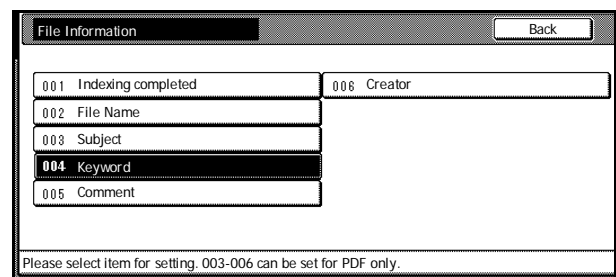 File Information
Back
001 Indexing completed
002 File Name
003 Subject
004 Keyword
005 Comment
006 Creator
Please select item for setting. 003-006 can be set for PDF only.